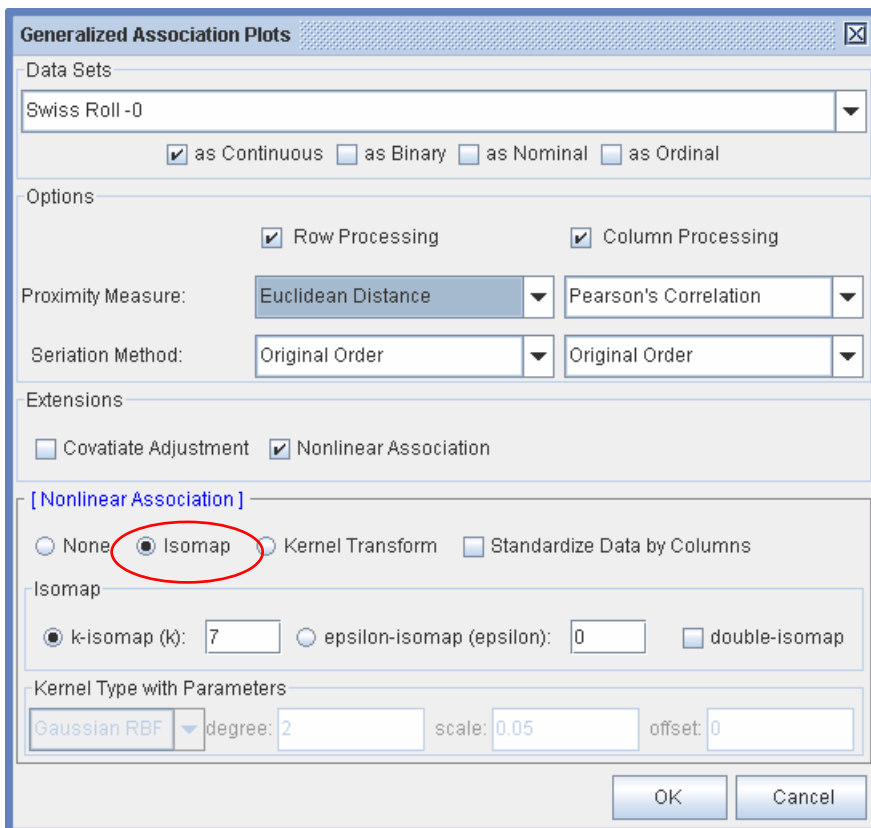 Generalized Association Plots
Data Sets
Swiss Roll -0
as Continuous as Binary as Nominal as Ordinal
Options
Row Processing Column Processing
Proximity Measure: Euclidean Distance Pearson's Correlation
Seriation Method: Original Order Original Order
Extensions
Covatiate Adjustment Nonlinear Association
[ Nonlinear Association ]
None Isomap Kernel Transform Standardize Data by Columns
Isomap
k-isomap (k): 7 epsilon-isomap (epsilon): 0 double-isomap
Kernel Type with Parameters
Gaussian RBF degree: 2 scale: 0.05 offset: 0
OK Cancel